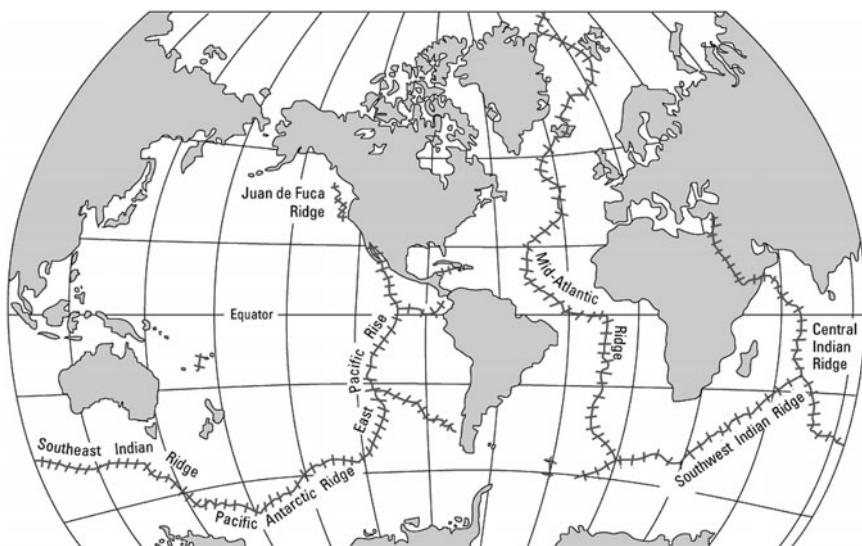 Juan de Fuca
Ridge
Mid-Atlantic
Ridge
Equator
East Pacific Rise
Central
Indian
Ridge
Southeast Indian Ridge
Pacific Antarctic Ridge
Southwest Indian Ridge